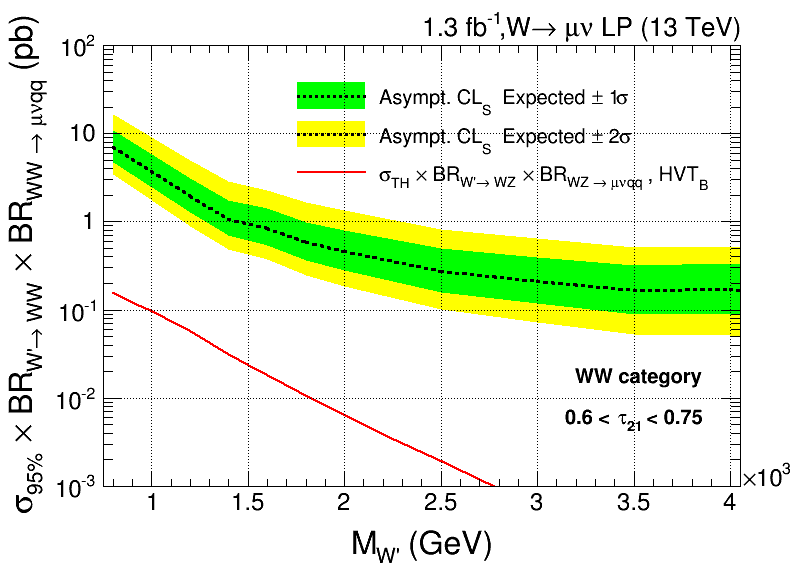 1.3 fb⁻¹,W→ μν LP (13 TeV)
σ₉₅% × BR_W'→ WW × BR_WW → μνqq (pb)
10²
10
1
10⁻¹
10⁻²
10⁻³
Asympt. CL_S Expected ± 1σ
Asympt. CL_S Expected ± 2σ
σ_TH × BR_W'→ WZ × BR_WZ → μνqq , HVT_B
WW category
0.6 < τ₂₁ < 0.75
1 1.5 2 2.5 3 3.5 4
×10³
M_W' (GeV)